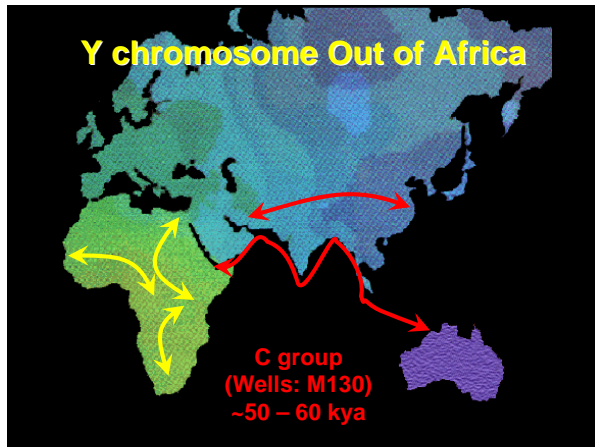 Y chromosome Out of Africa
C group
(Wells: M130)
~50 – 60 kya